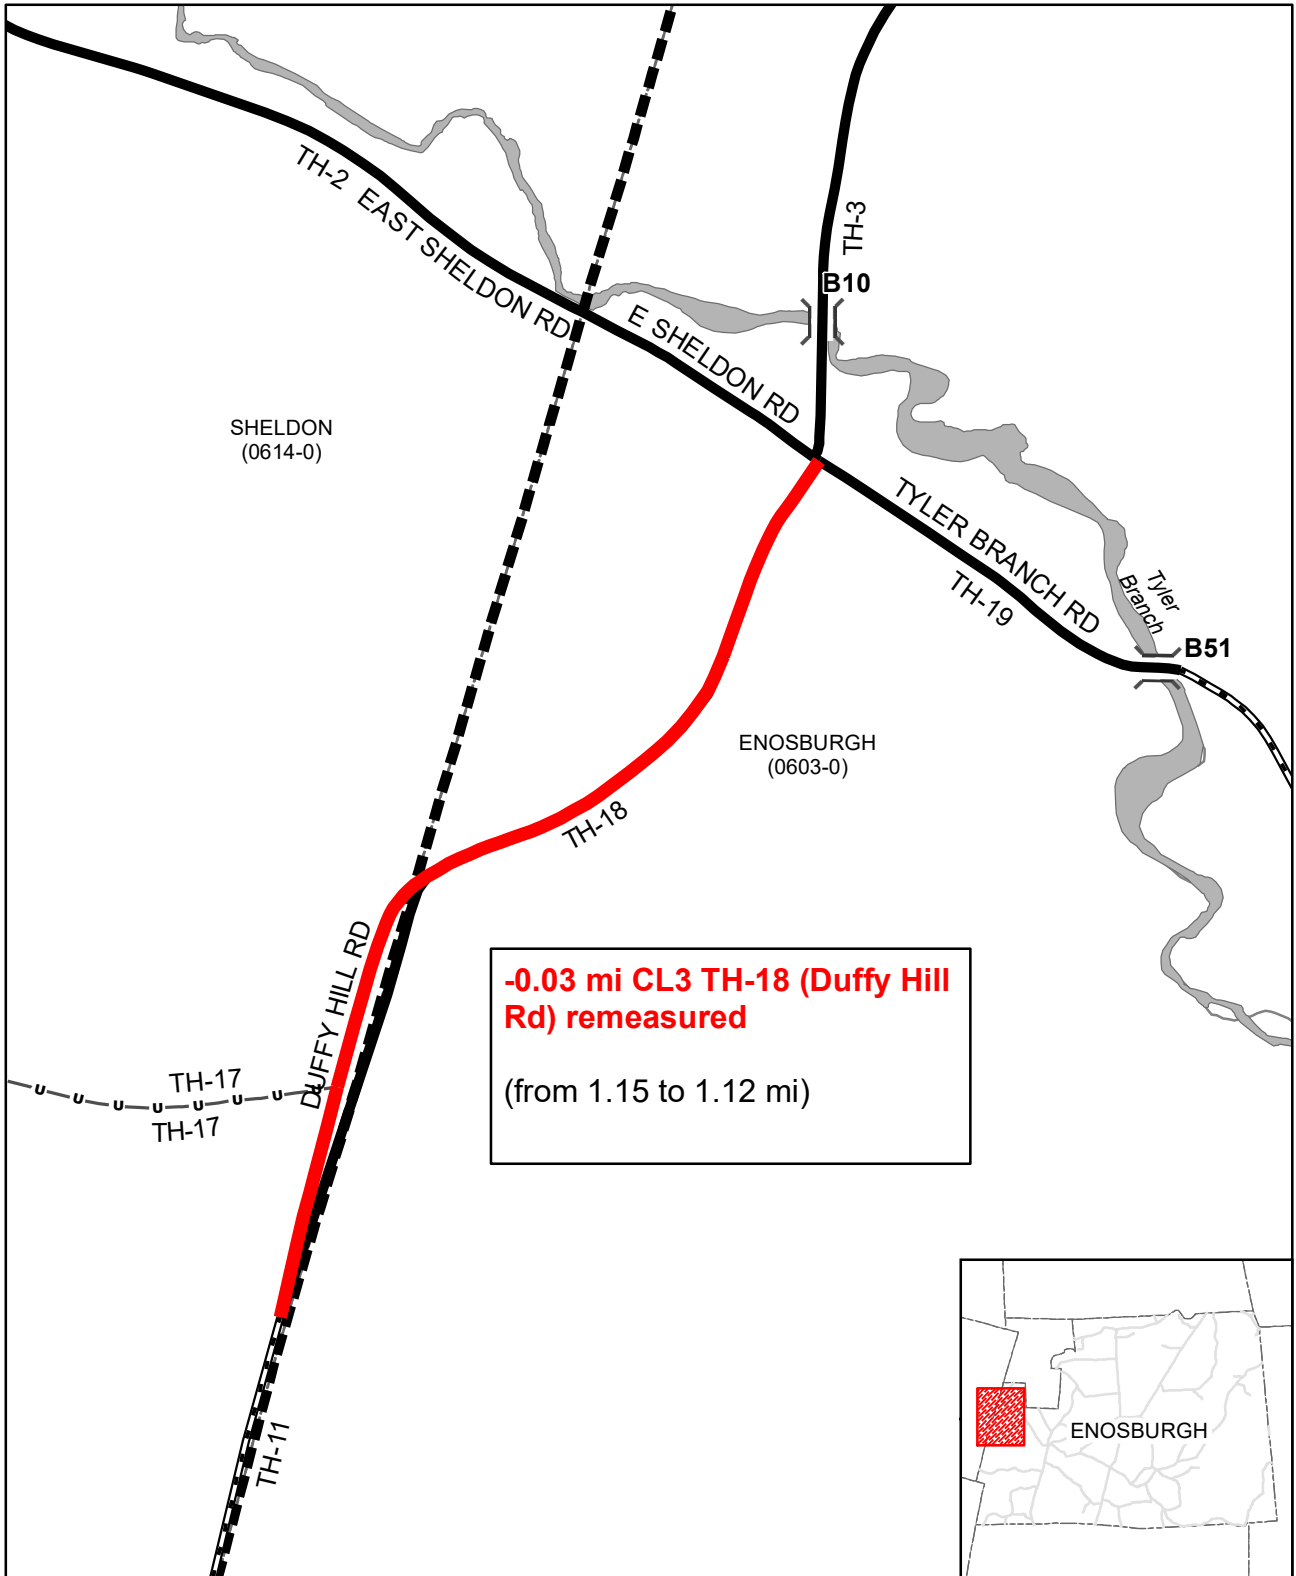 TH-2 EAST SHELDON RD
TH-3
B10
E SHELDON RD
SHELDON
(0614-0)
TYLER BRANCH RD
TH-19
Tyler
Branch
B51
ENOSBURGH
(0603-0)
TH-18
DUFFY HILL RD
-0.03 mi CL3 TH-18 (Duffy Hill
Rd) remeasured
(from 1.15 to 1.12 mi)
TH-17
U U U U U U U U
TH-17
TH-11
ENOSBURGH